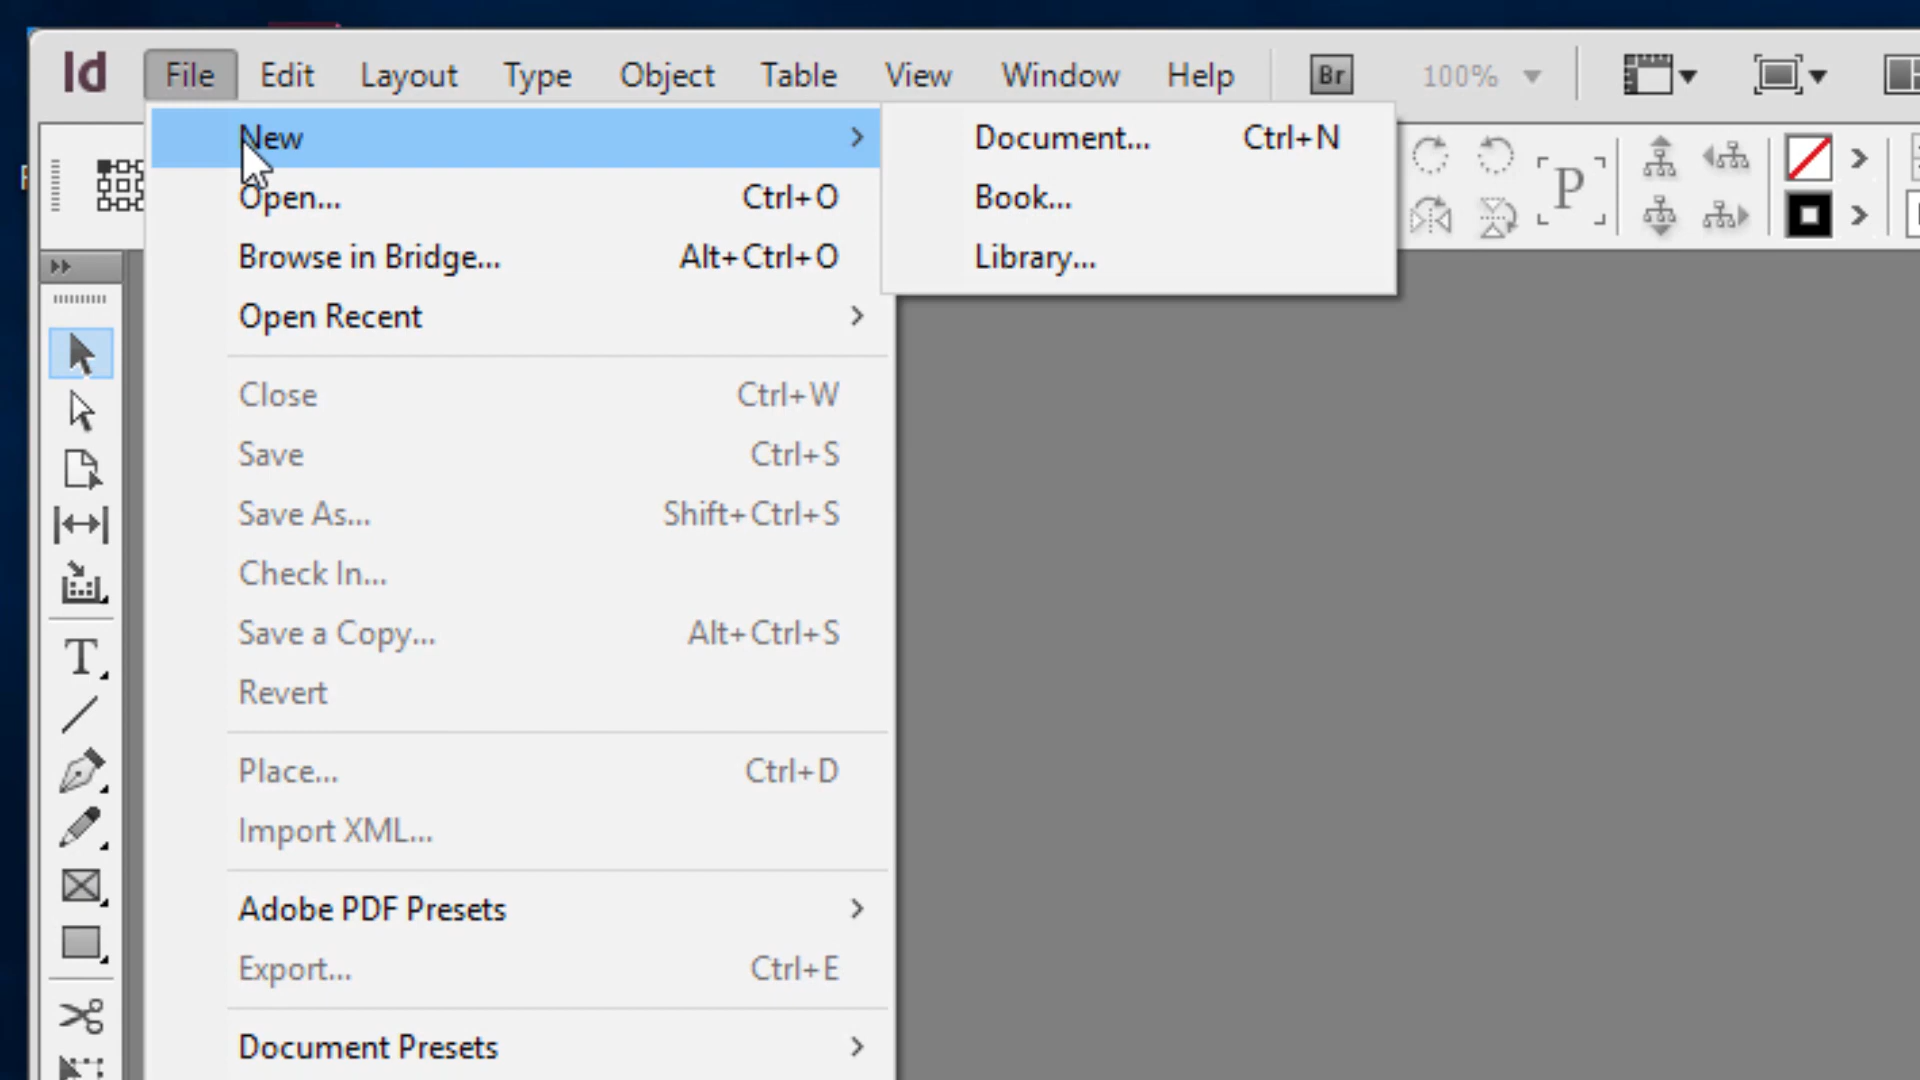 Id File Edit Layout Type Object Table View Window Help Br 100%
New
Open... Ctrl+O
Browse in Bridge... Alt+Ctrl+O
Open Recent
Close Ctrl+W
Save Ctrl+S
Save As... Shift+Ctrl+S
Check In...
Save a Copy... Alt+Ctrl+S
Revert
Place... Ctrl+D
Import XML...
Adobe PDF Presets
Export... Ctrl+E
Document Presets
Document... Ctrl+N
Book...
Library...
P
T